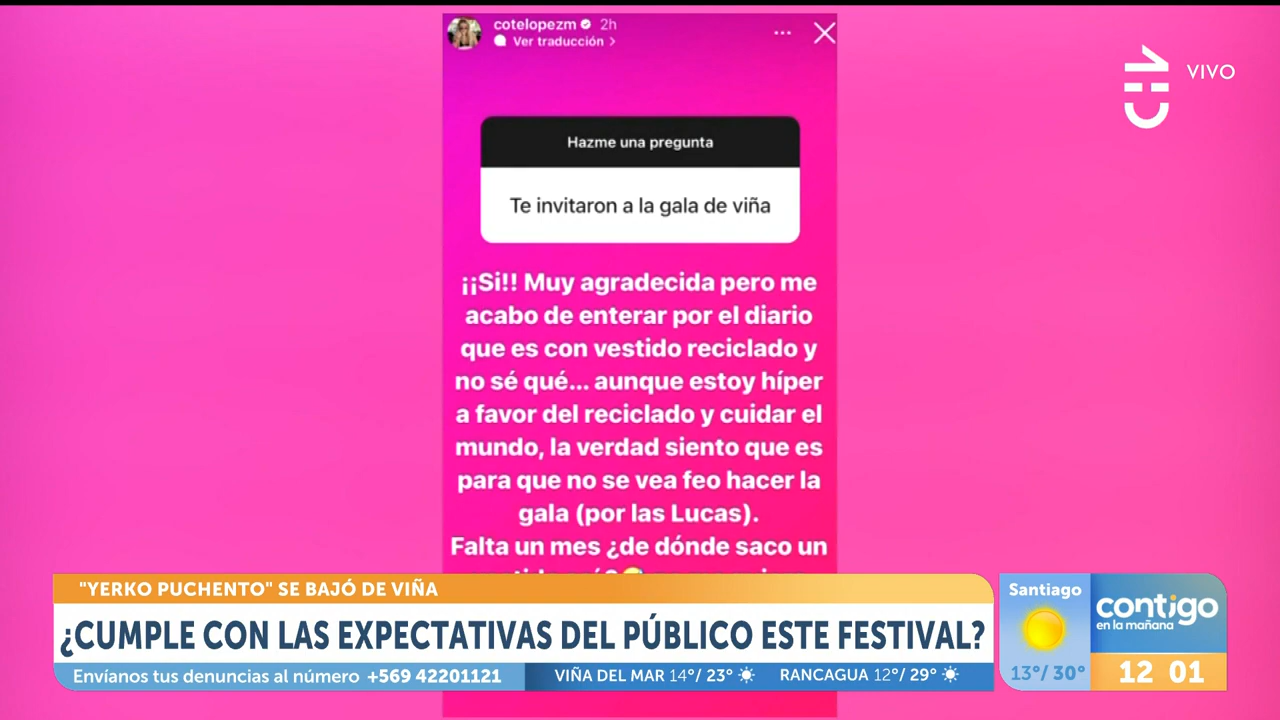 cotelopezm 2h
Ver traducción >
Hazme una pregunta
Te invitaron a la gala de viña
¡¡Si!! Muy agradecida pero me
acabo de enterar por el diario
que es con vestido reciclado y
no sé qué... aunque estoy híper
a favor del reciclado y cuidar el
mundo, la verdad siento que es
para que no se vea feo hacer la
gala (por las Lucas).
Falta un mes ¿de dónde saco un
CHV VIVO
"YERKO PUCHENTO" SE BAJÓ DE VIÑA
¿CUMPLE CON LAS EXPECTATIVAS DEL PÚBLICO ESTE FESTIVAL?
Envíanos tus denuncias al número +569 42201121
VIÑA DEL MAR 14°/ 23°
RANCAGUA 12°/ 29°
Santiago
13°/ 30°
contigo
en la mañana
12 01